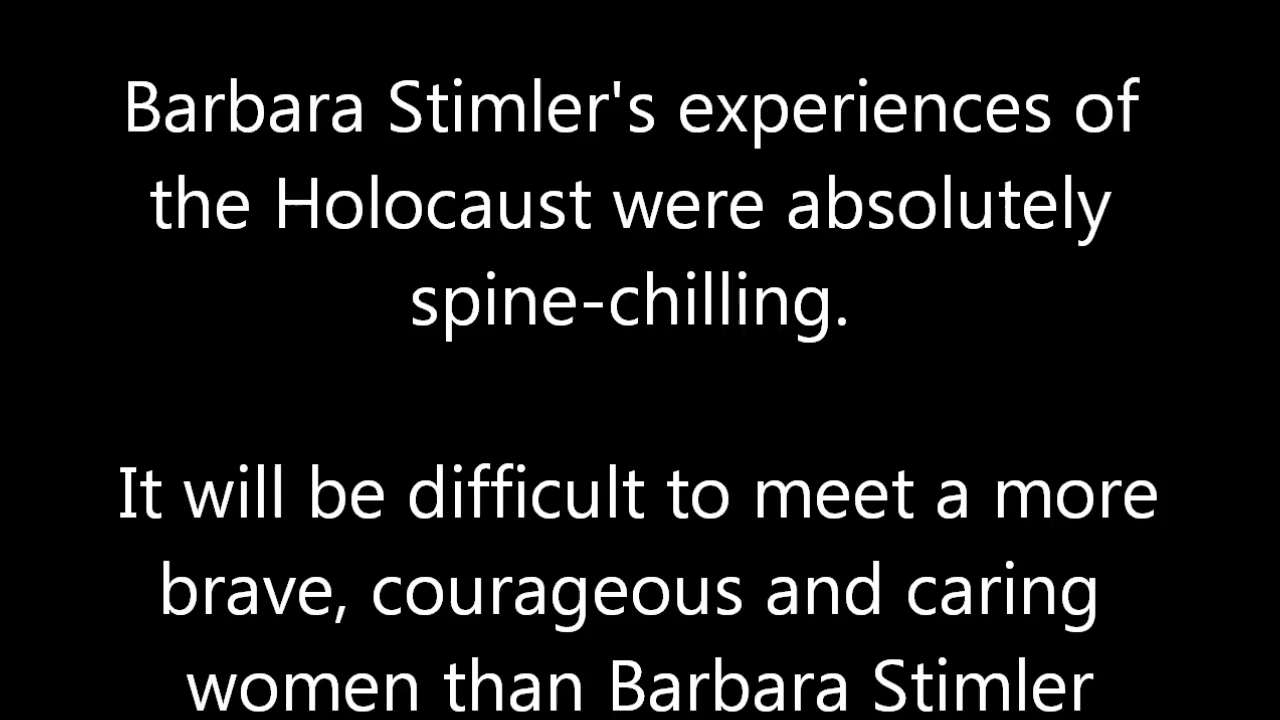 Barbara Stimler's experiences of
the Holocaust were absolutely
spine-chilling.
It will be difficult to meet a more
brave, courageous and caring
women than Barbara Stimler